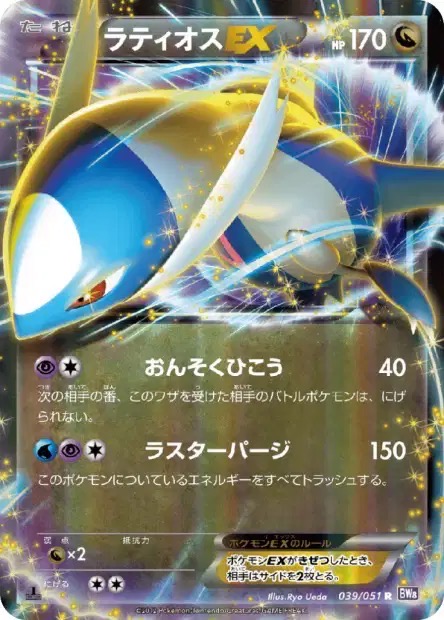 たね
ラティオスEX HP170
おんそくひこう 40
次の相手の番、このワザを受けた相手のバトルポケモンは、にげ
られない。
ラスターパージ 150
このポケモンについているエネルギーをすべてトラッシュする。
弱点 抵抗力
×2
にげる
ポケモンEXのルール
ポケモンEXがきぜつしたとき、
相手はサイドを2枚とる。
Illus.Ryo Ueda 039/051 R
©2012 Pokémon/Nintendo/Creatures/GAME FREAK.